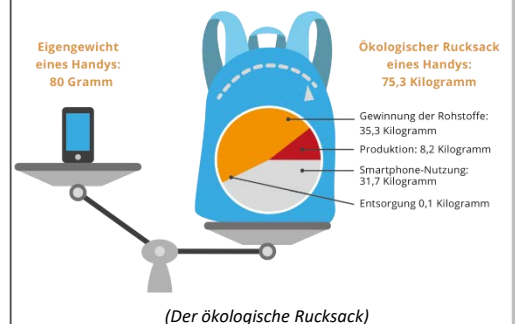 Eigengewicht
eines Handys:
80 Gramm
Ökologischer Rucksack
eines Handys:
75,3 Kilogramm
Gewinnung der Rohstoffe:
35,3 Kilogramm
Produktion: 8,2 Kilogramm
Smartphone-Nutzung:
31,7 Kilogramm
Entsorgung 0,1 Kilogramm
(Der ökologische Rucksack)